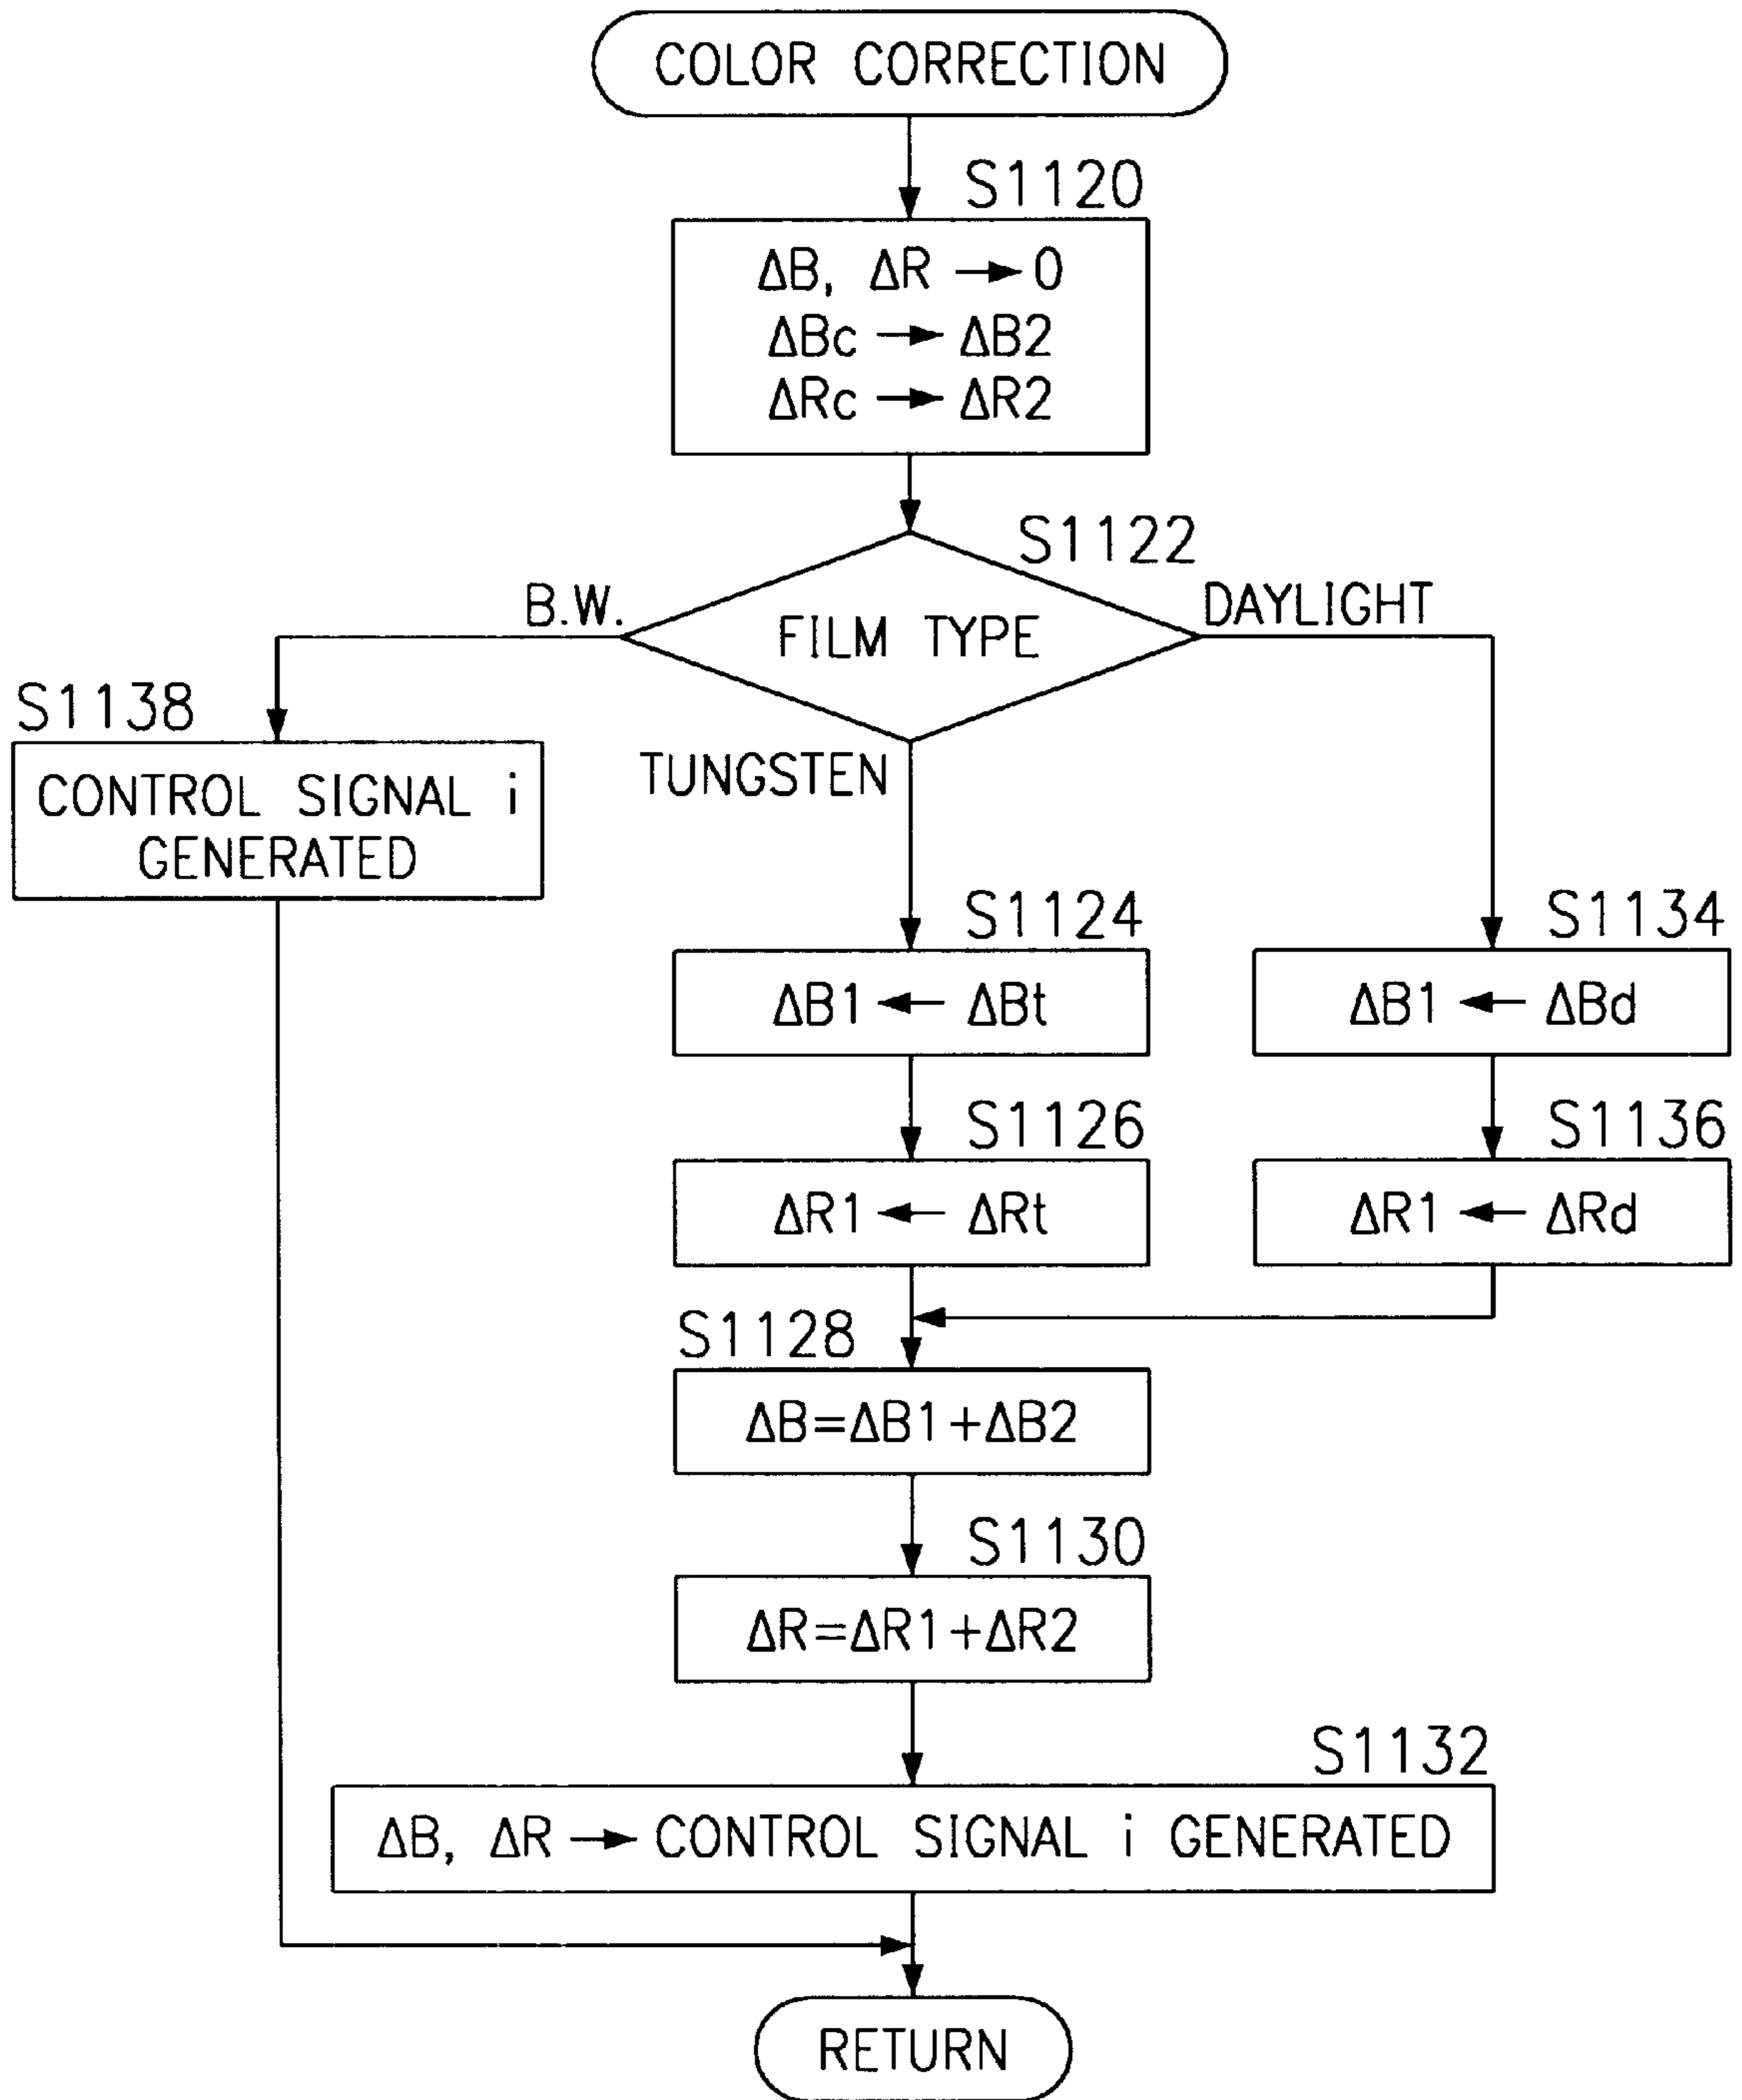 COLOR CORRECTION
S1120
ΔB, ΔR → 0
ΔBc → ΔB2
ΔRc → ΔR2
S1122
B.W.
FILM TYPE
DAYLIGHT
TUNGSTEN
S1138
CONTROL SIGNAL i
GENERATED
S1124
ΔB1 ← ΔBt
S1134
ΔB1 ← ΔBd
S1126
ΔR1 ← ΔRt
S1136
ΔR1 ← ΔRd
S1128
ΔB=ΔB1+ΔB2
S1130
ΔR=ΔR1+ΔR2
S1132
ΔB, ΔR → CONTROL SIGNAL i GENERATED
RETURN